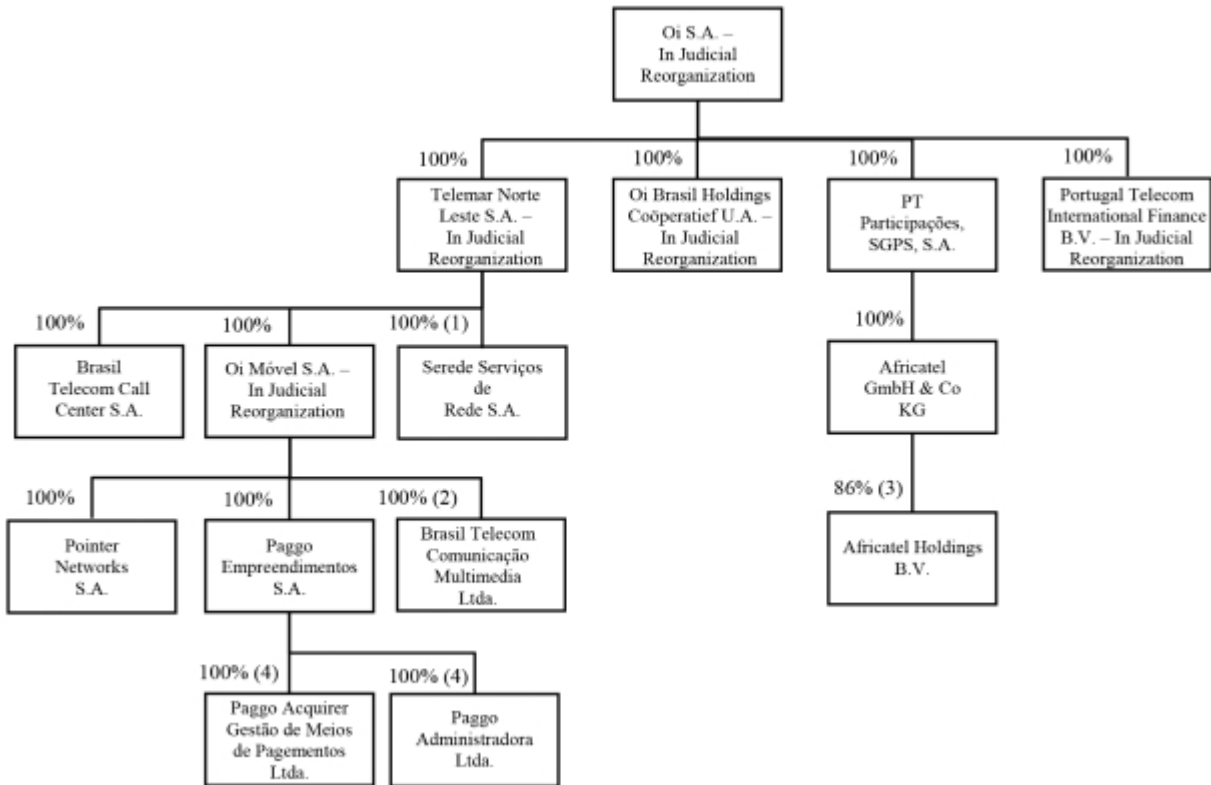 Oi S.A. –
In Judicial
Reorganization
100%
100%
100%
100%
Telemar Norte
Leste S.A. –
In Judicial
Reorganization
Oi Brasil Holdings
Coöperatief U.A. –
In Judicial
Reorganization
PT
Participações,
SGPS, S.A.
Portugal Telecom
International Finance
B.V. – In Judicial
Reorganization
100%
100%
100% (1)
100%
Brasil
Telecom Call
Center S.A.
Oi Móvel S.A. –
In Judicial
Reorganization
Serede Serviços
de
Rede S.A.
Africatel
GmbH & Co
KG
100%
100%
100% (2)
86% (3)
Pointer
Networks
S.A.
Paggo
Empreendimentos
S.A.
Brasil Telecom
Comunicação
Multimedia
Ltda.
Africatel Holdings
B.V.
100% (4)
100% (4)
Paggo Acquirer
Gestão de Meios
de Pagementos
Ltda.
Paggo
Administradora
Ltda.